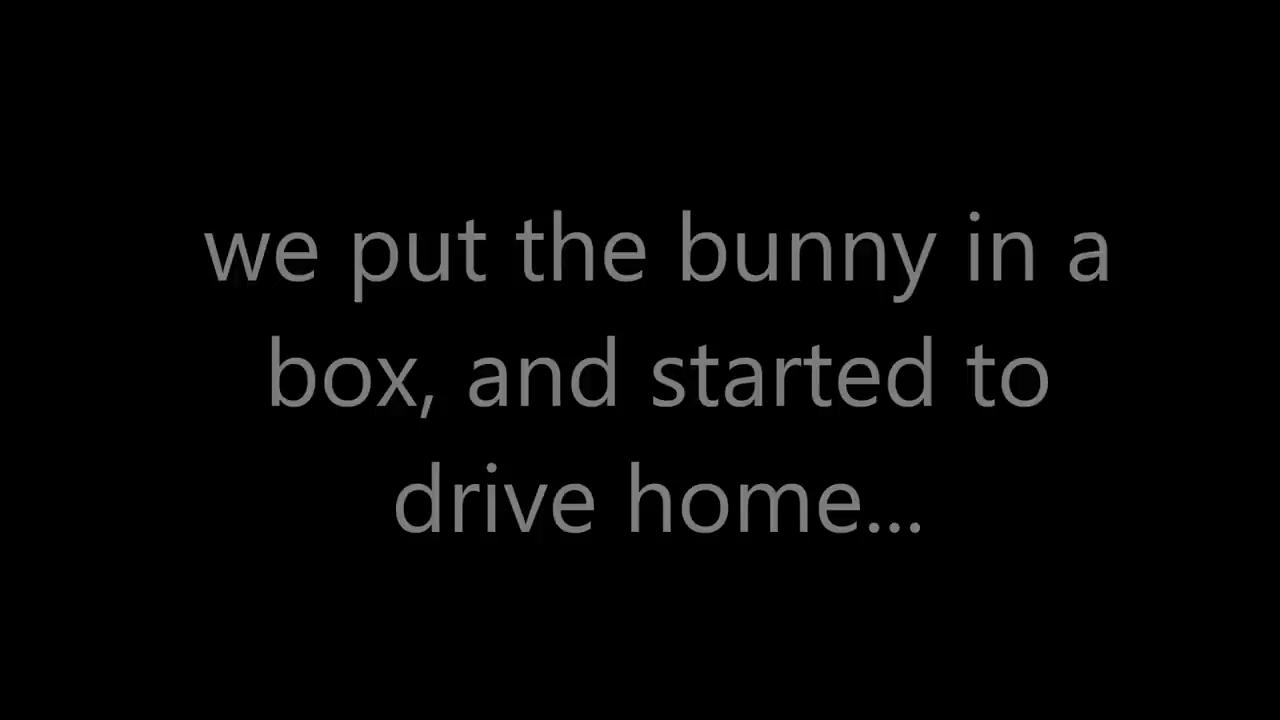 we put the bunny in a
box, and started to
drive home...